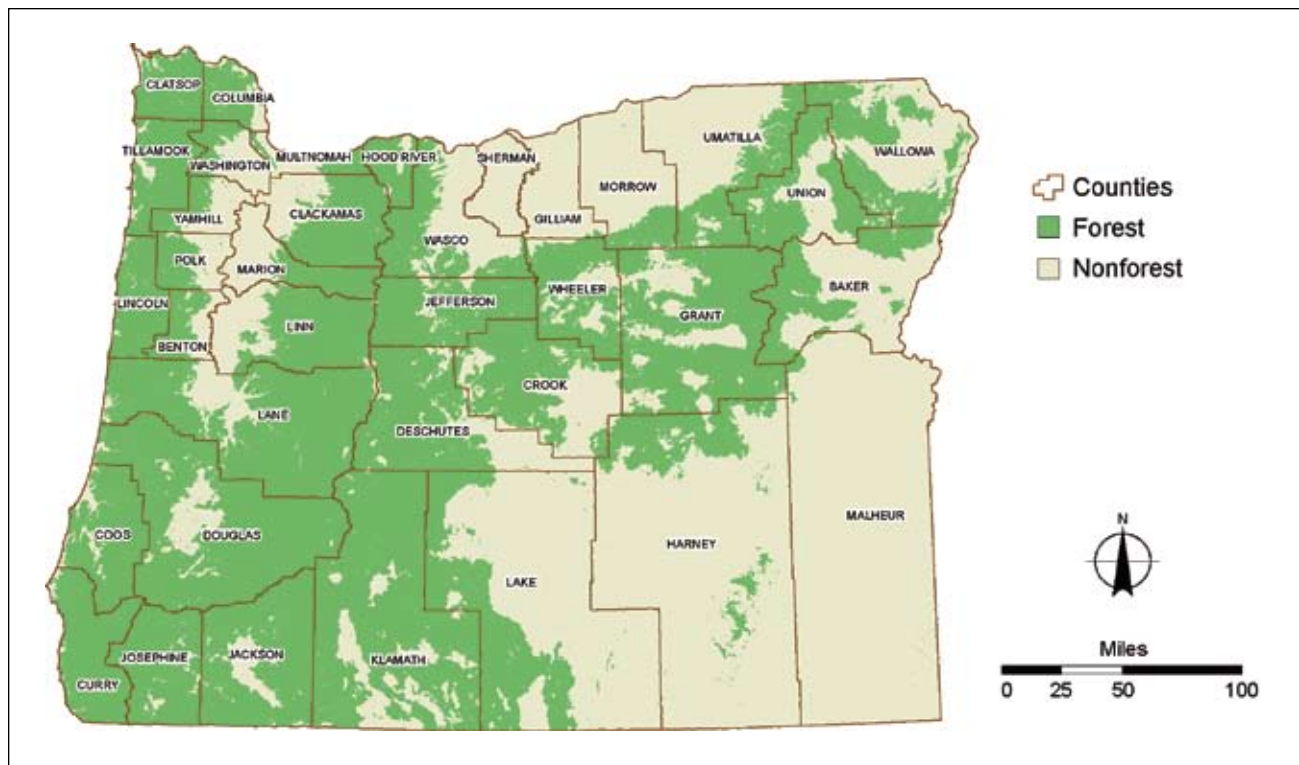 CLATSOP
COLUMBIA
TILLAMOOK
WASHINGTON
MULTNOMAH
HOOD RIVER
SHERMAN
UMATILLA
WALLOWA
MORROW
UNION
YAMHILL
CLACKAMAS
GILLIAM
WASCO
POLK
MARION
LINCOLN
JEFFERSON
WHEELER
BAKER
LINN
GRANT
BENTON
CROOK
LANE
DESCHUTES
COOS
DOUGLAS
MALHEUR
HARNEY
LAKE
JOSEPHINE
JACKSON
KLAMATH
CURRY
Counties
Forest
Nonforest
N
Miles
0 25 50 100